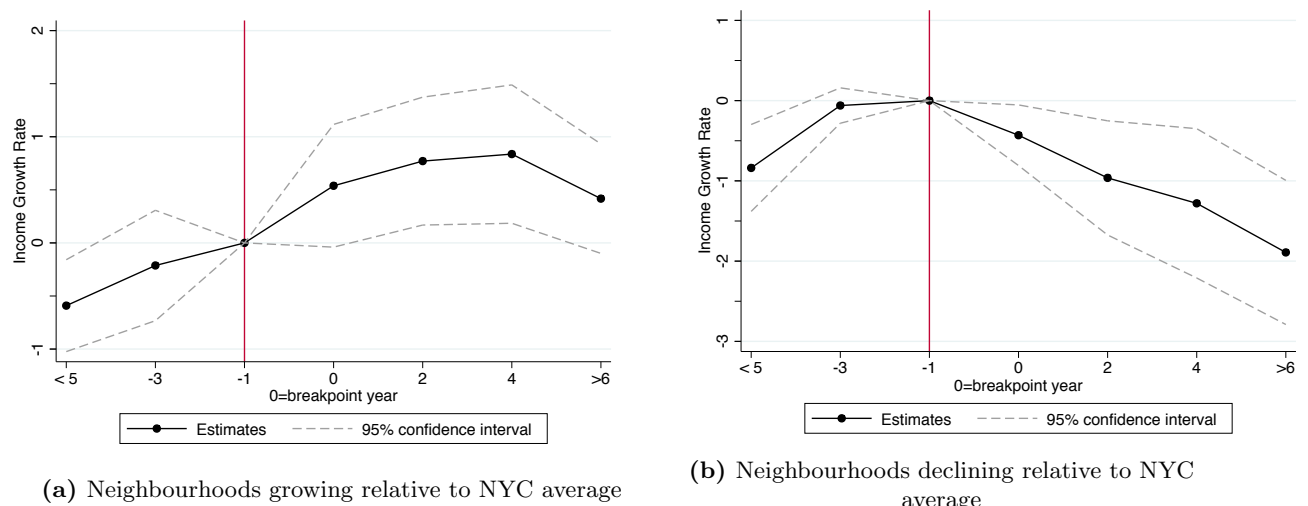 2
1
0
-1
Income Growth Rate
< 5 -3 -1 0 2 4 >6
0=breakpoint year
Estimates 95% confidence interval
(a) Neighbourhoods growing relative to NYC average
1
0
-1
-2
-3
Income Growth Rate
< 5 -3 -1 0 2 4 >6
0=breakpoint year
Estimates 95% confidence interval
(b) Neighbourhoods declining relative to NYC
average